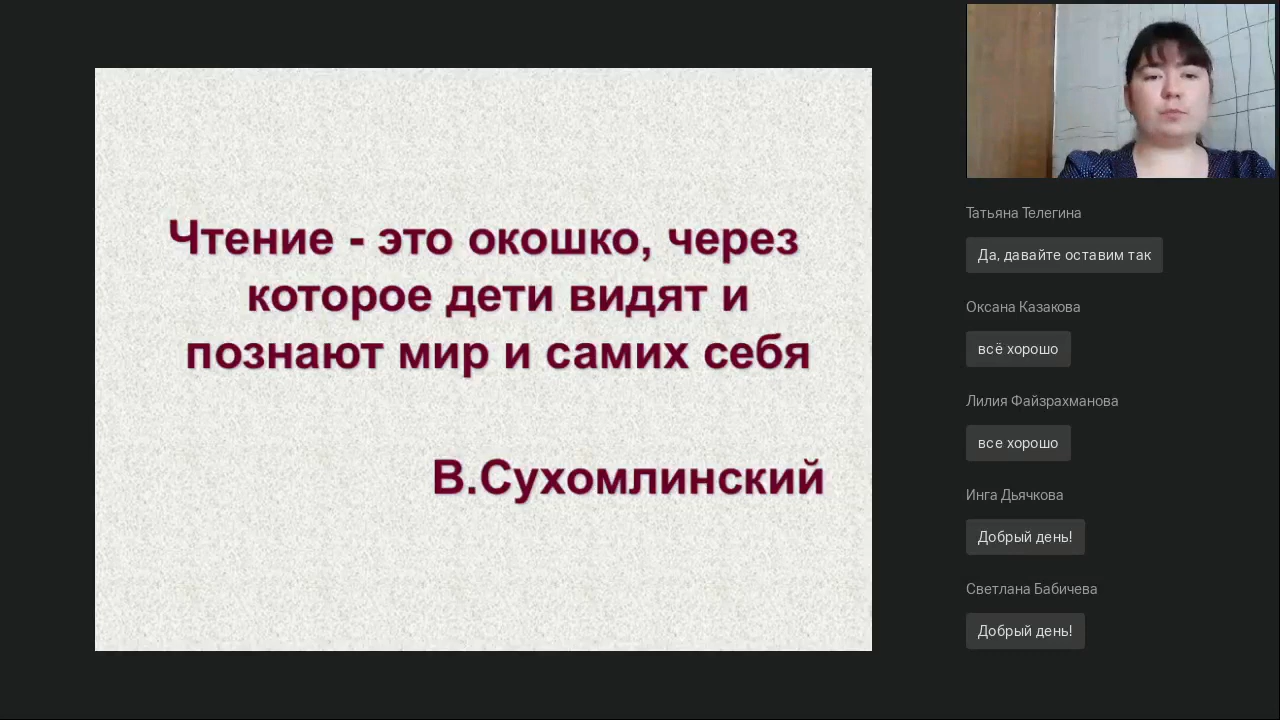 Чтение - это окошко, через
которое дети видят и
познают мир и самих себя
В.Сухомлинский
Татьяна Телегина
Да, давайте оставим так
Оксана Казакова
всё хорошо
Лилия Файзрахманова
все хорошо
Инга Дьячкова
Добрый день!
Светлана Бабичева
Добрый день!